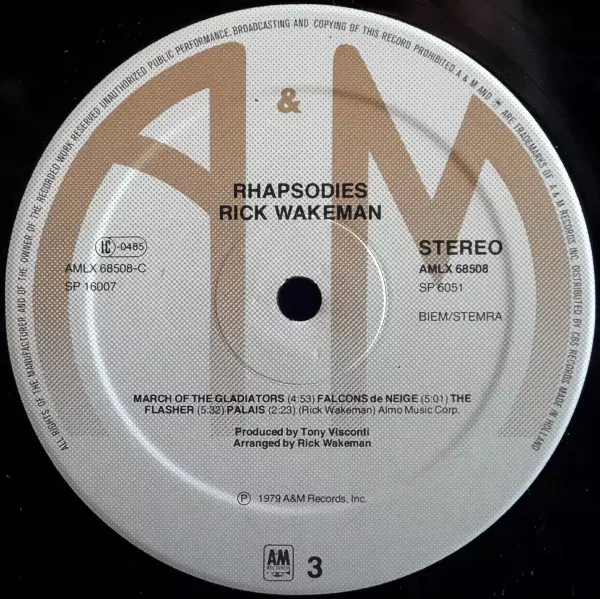 ALL RIGHTS OF THE MANUFACTURER AND OF THE OWNER OF THE RECORDED WORK RESERVED. UNAUTHORIZED PUBLIC PERFORMANCE, BROADCASTING AND COPYING OF THIS RECORD PROHIBITED A & M AND ARE TRADEMARKS OF A & M RECORDS INC. DISTRIBUTED BY CBS RECORDS. MADE IN HOLLAND
A & M
RHAPSODIES
RICK WAKEMAN
LC-0485
AMLX 68508-C
SP 16007
STEREO
AMLX 68508
SP 6051
BIEM/STEMRA
MARCH OF THE GLADIATORS (4:53) FALCONS de NEIGE (5:01) THE
FLASHER (5:32) PALAIS (2:23) (Rick Wakeman) Almo Music Corp.
Produced by Tony Visconti
Arranged by Rick Wakeman
Ⓟ 1979 A&M Records, Inc.
AM
RECORDS
3